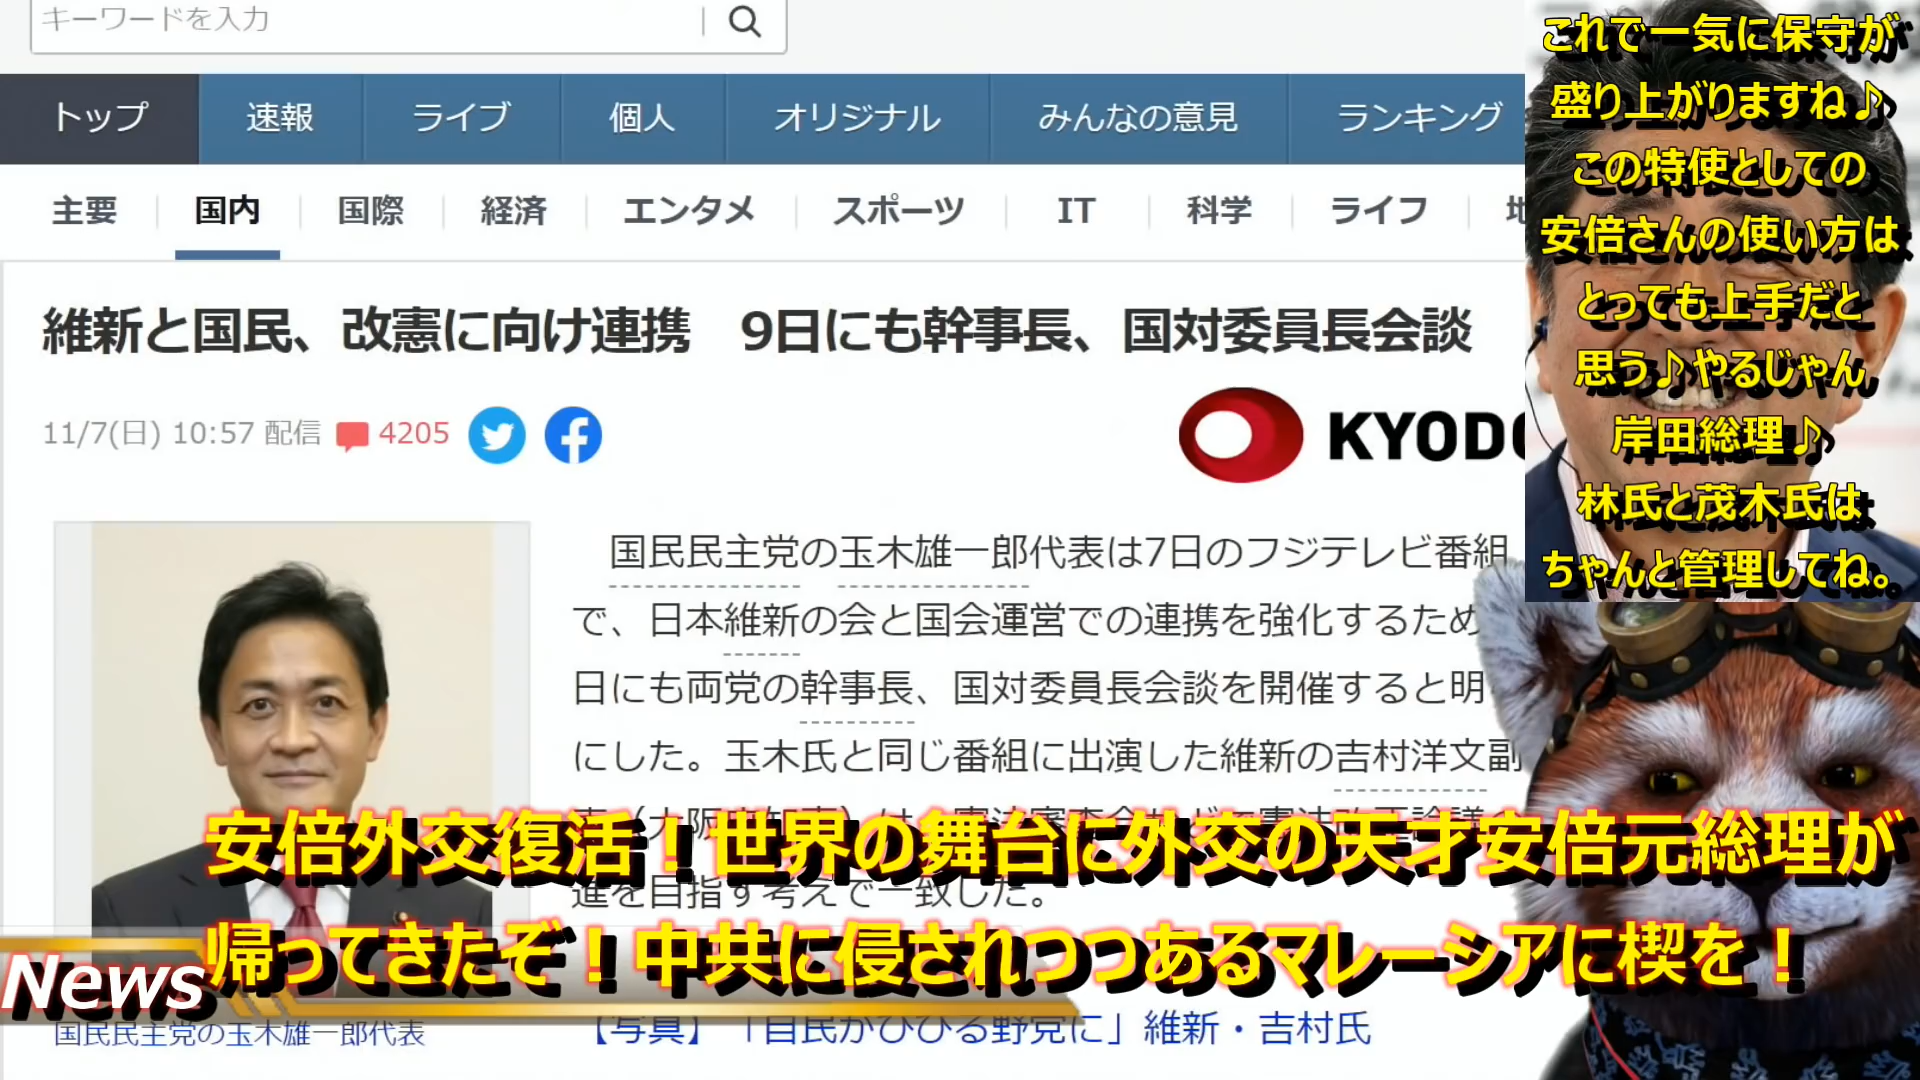 キーワードを入力
トップ
速報
ライブ
個人
オリジナル
みんなの意見
ランキング
主要
国内
国際
経済
エンタメ
スポーツ
IT
科学
ライフ
維新と国民、改憲に向け連携　9日にも幹事長、国対委員長会談
11/7(日) 10:57 配信
4205
KYODO
国民民主党の玉木雄一郎代表は7日のフジテレビ番組
で、日本維新の会と国会運営での連携を強化するため
日にも両党の幹事長、国対委員長会談を開催すると明
にした。玉木氏と同じ番組に出演した維新の吉村洋文副
進を目指す考えで一致した。
国民民主党の玉木雄一郎代表
【写真】「自民がひびる野党に」維新・吉村氏
これで一気に保守が
盛り上がりますね♪
この特使としての
安倍さんの使い方は
とっても上手だと
思う♪やるじゃん
岸田総理♪
林氏と茂木氏は
ちゃんと管理してね。
安倍外交復活！世界の舞台に外交の天才安倍元総理が
帰ってきたぞ！中共に侵されつつあるマレーシアに楔を！
News